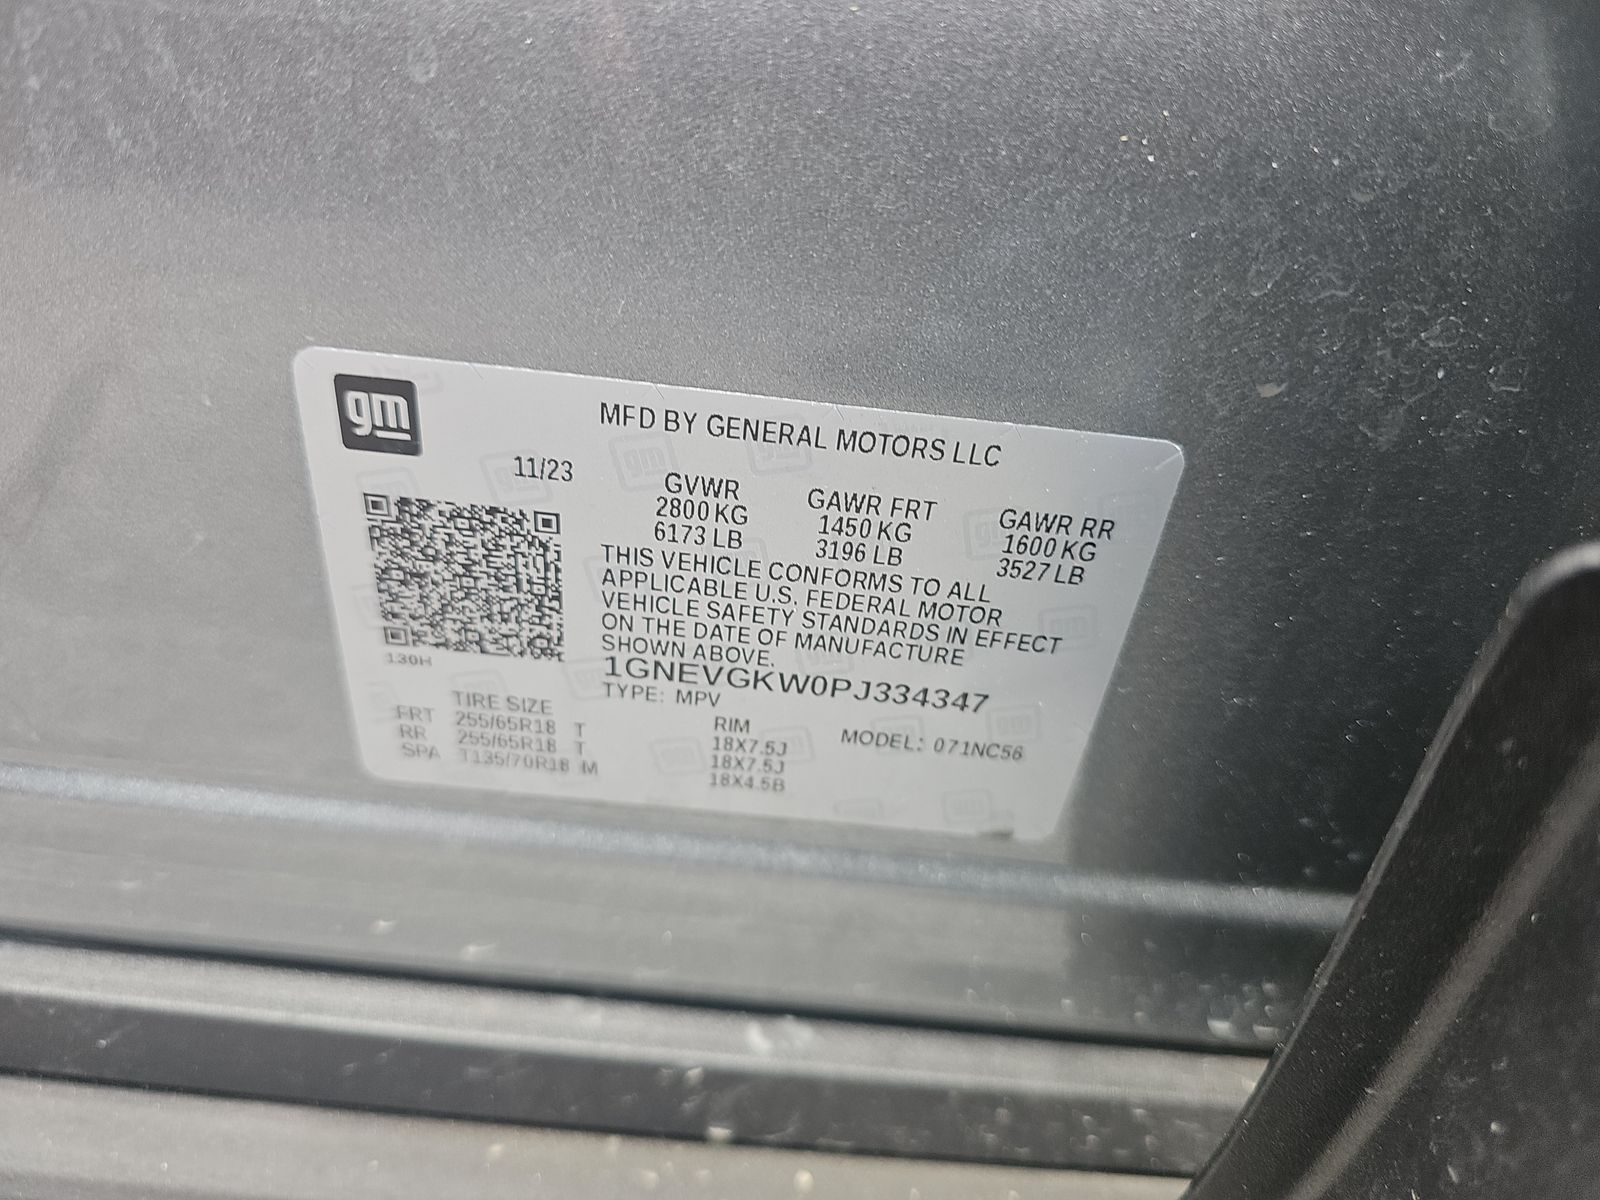 gm
MFD BY GENERAL MOTORS LLC
11/23
GVWR
2800 KG
6173 LB
GAWR FRT
1450 KG
3196 LB
GAWR RR
1600 KG
3527 LB
THIS VEHICLE CONFORMS TO ALL
APPLICABLE U.S. FEDERAL MOTOR
VEHICLE SAFETY STANDARDS IN EFFECT
ON THE DATE OF MANUFACTURE
SHOWN ABOVE.
130H
1GNEVGKW0PJ334347
TYPE: MPV
MODEL: 071NC56
TIRE SIZE RIM
FRT 255/65R18 T 18X7.5J
RR 255/65R18 T 18X7.5J
SPA T135/70R18 M 18X4.5B